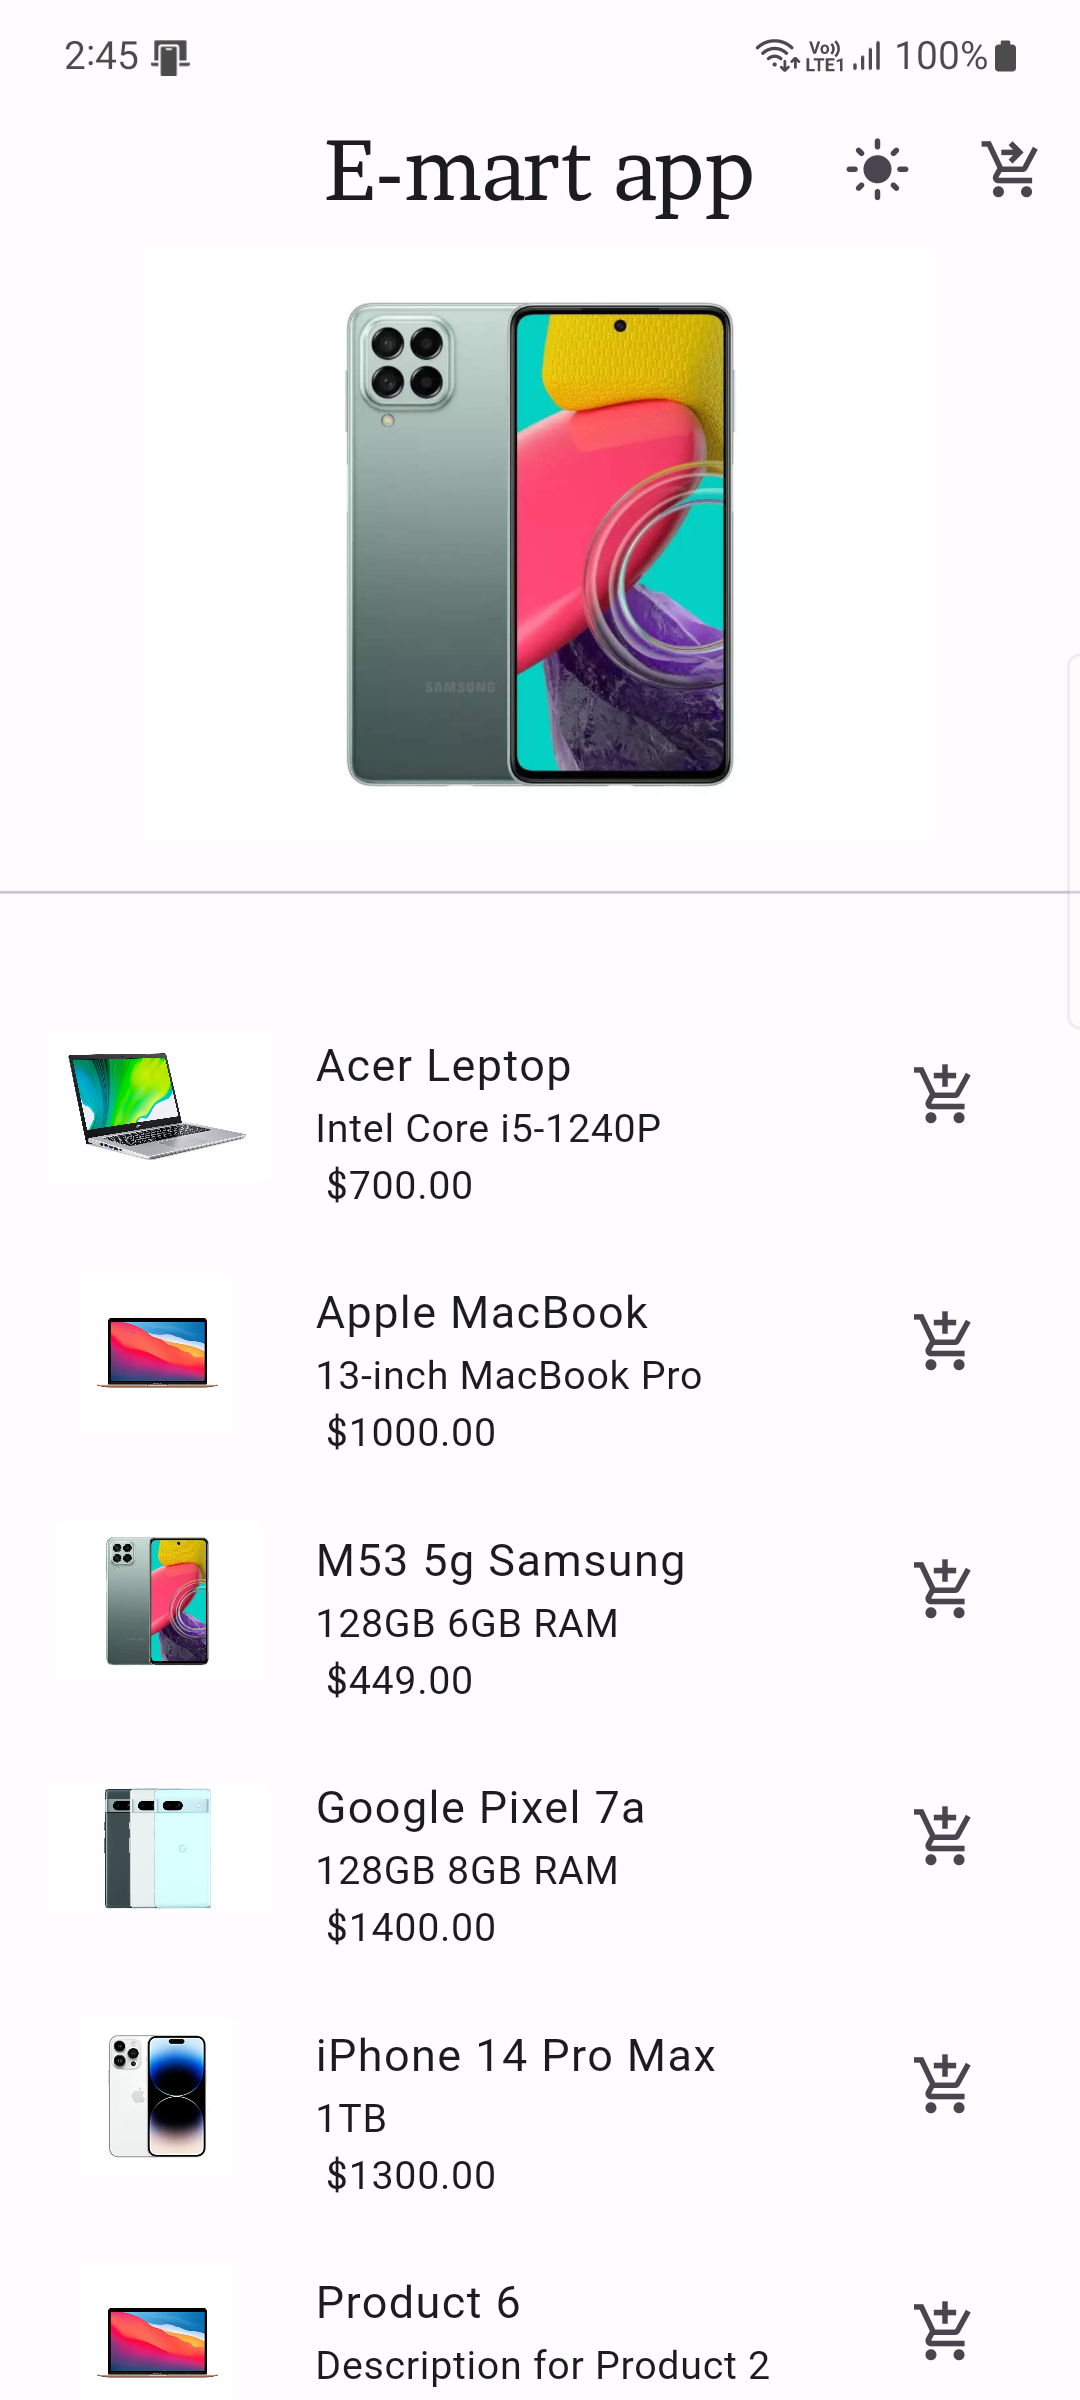 2:45 Vo)) LTE1 100%
E-mart app
SAMSUNG
Acer Leptop
Intel Core i5-1240P
$700.00
Apple MacBook
13-inch MacBook Pro
$1000.00
M53 5g Samsung
128GB 6GB RAM
$449.00
Google Pixel 7a
128GB 8GB RAM
$1400.00
iPhone 14 Pro Max
1TB
$1300.00
Product 6
Description for Product 2